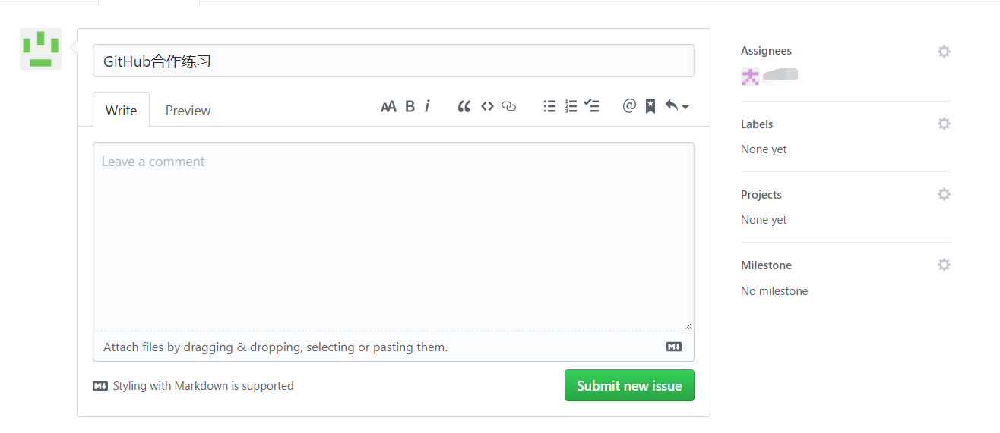 GitHub合作练习
Write
Preview
AA B i
@
Leave a comment
Attach files by dragging & dropping, selecting or pasting them.
Styling with Markdown is supported
Submit new issue
Assignees
Labels
None yet
Projects
None yet
Milestone
No milestone